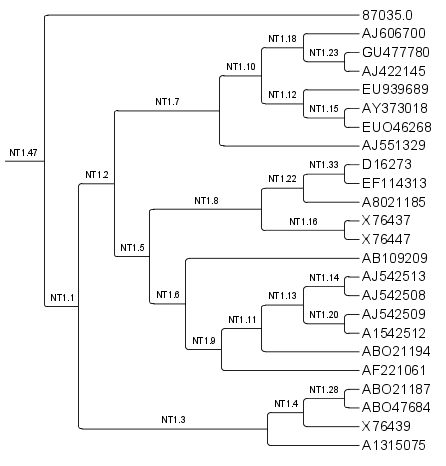 87035.0
NT1.18 AJ606700
NT1.23 GU477780
NT1.10 AJ422145
EU939689
NT1.12
NT1.7 NT1.15 AY373018
EUO46268
AJ551329
NT1.47 NT1.33 D16273
NT1.2 NT1.22 EF114313
NT1.8 A8021185
NT1.16 X76437
NT1.5 X76447
AB109209
NT1.14 AJ542513
NT1.1 NT1.6 NT1.13 AJ542508
NT1.11 NT1.20 AJ542509
A1542512
NT1.9 ABO21194
AF221061
NT1.28 ABO21187
NT1.4 ABO47684
NT1.3 X76439
A1315075